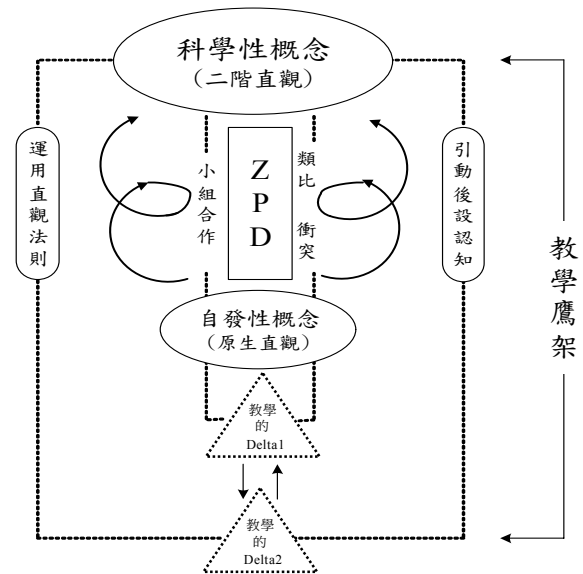 科學性概念
（二階直觀）
運用直觀法則
小組合作
ZPD
類比
衝突
引動後設認知
教學鷹架
自發性概念
(原生直觀)
教學
的
Delta1
教學
的
Delta2